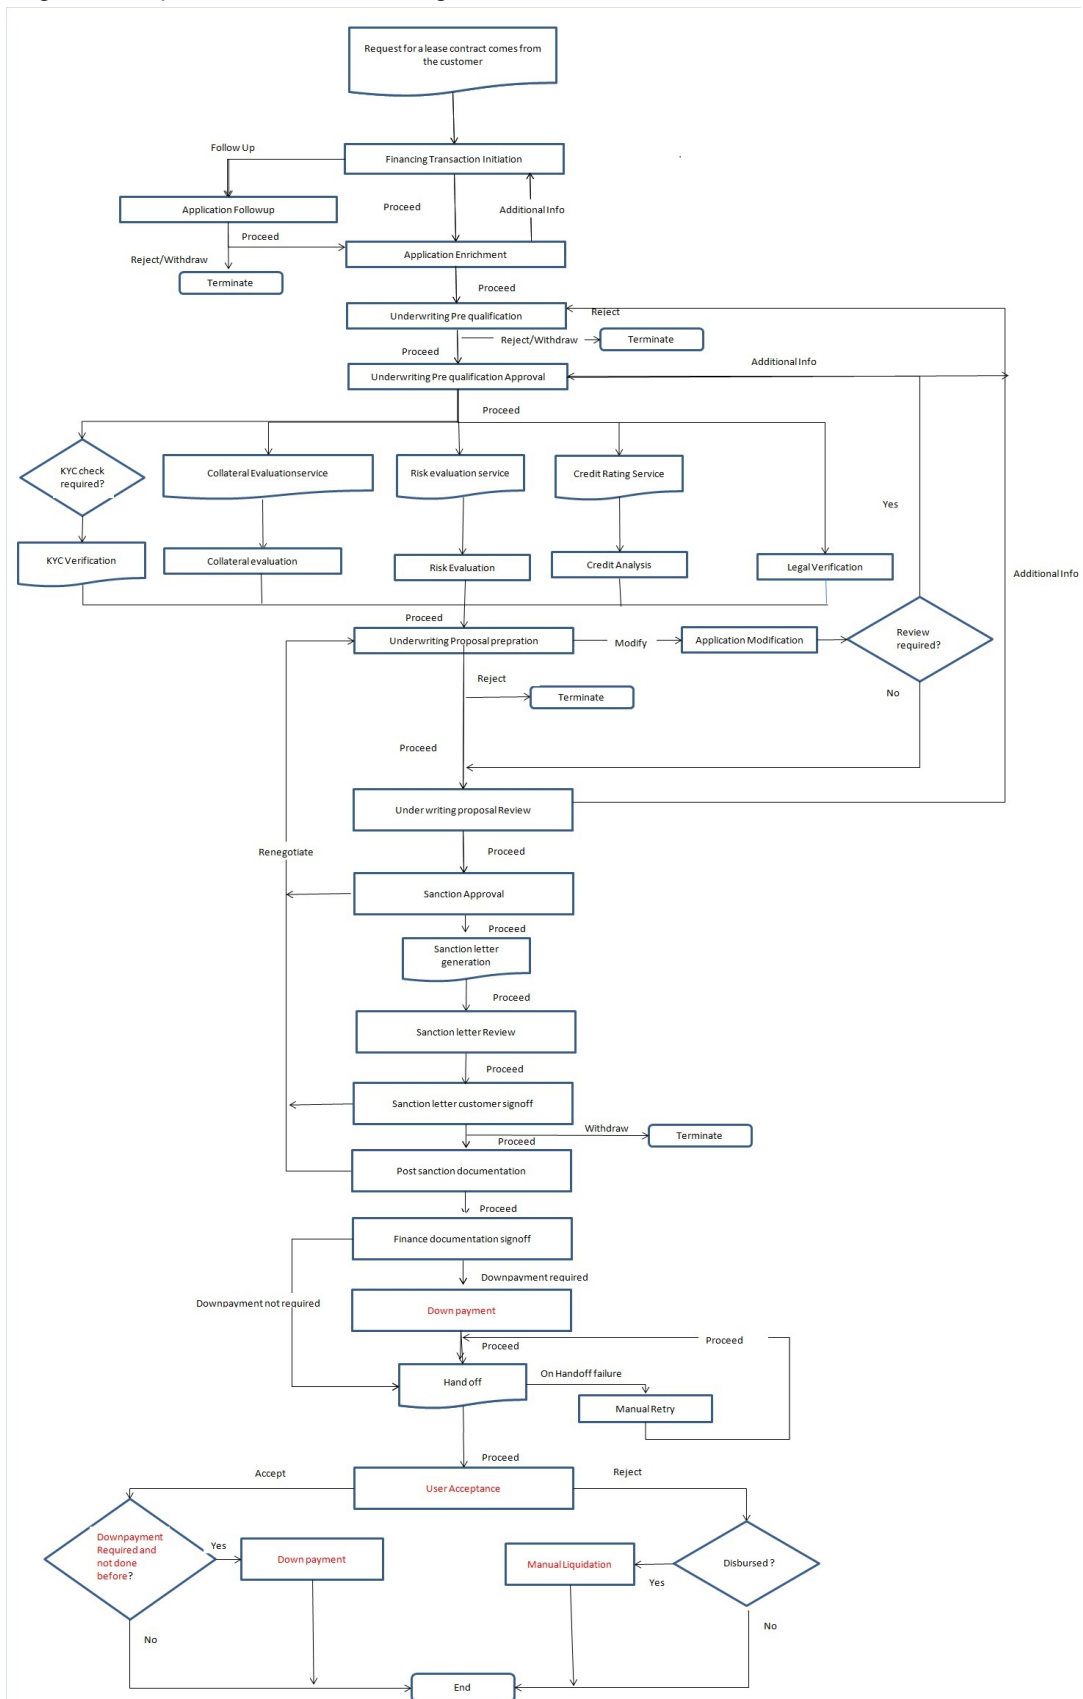 Request for a lease contract comes from
the customer
Follow Up
Financing Transaction Initiation
Application Followup
Proceed
Additional Info
Proceed
Application Enrichment
Reject/Withdraw
Terminate
Proceed
Underwriting Pre qualification
Reject
Reject/Withdraw
Terminate
Proceed
Additional Info
Underwriting Pre qualification Approval
Proceed
KYC check
required?
Collateral Evaluationservice
Risk evaluation service
Credit Rating Service
Yes
KYC Verification
Collateral evaluation
Risk Evaluation
Credit Analysis
Legal Verification
Additional Info
Proceed
Underwriting Proposal prepration
Modify
Application Modification
Review
required?
Reject
Terminate
No
Proceed
Under writing proposal Review
Renegotiate
Proceed
Sanction Approval
Proceed
Sanction letter
generation
Proceed
Sanction letter Review
Proceed
Sanction letter customer signoff
Withdraw
Terminate
Proceed
Post sanction documentation
Proceed
Finance documentation signoff
Downpayment required
Downpayment not required
Down payment
Proceed
Proceed
Hand off
On Handoff failure
Manual Retry
Proceed
Accept
Reject
User Acceptance
Downpayment
Required and
not done
before?
Yes
Down payment
Manual Liquidation
Yes
Disbursed ?
No
No
End